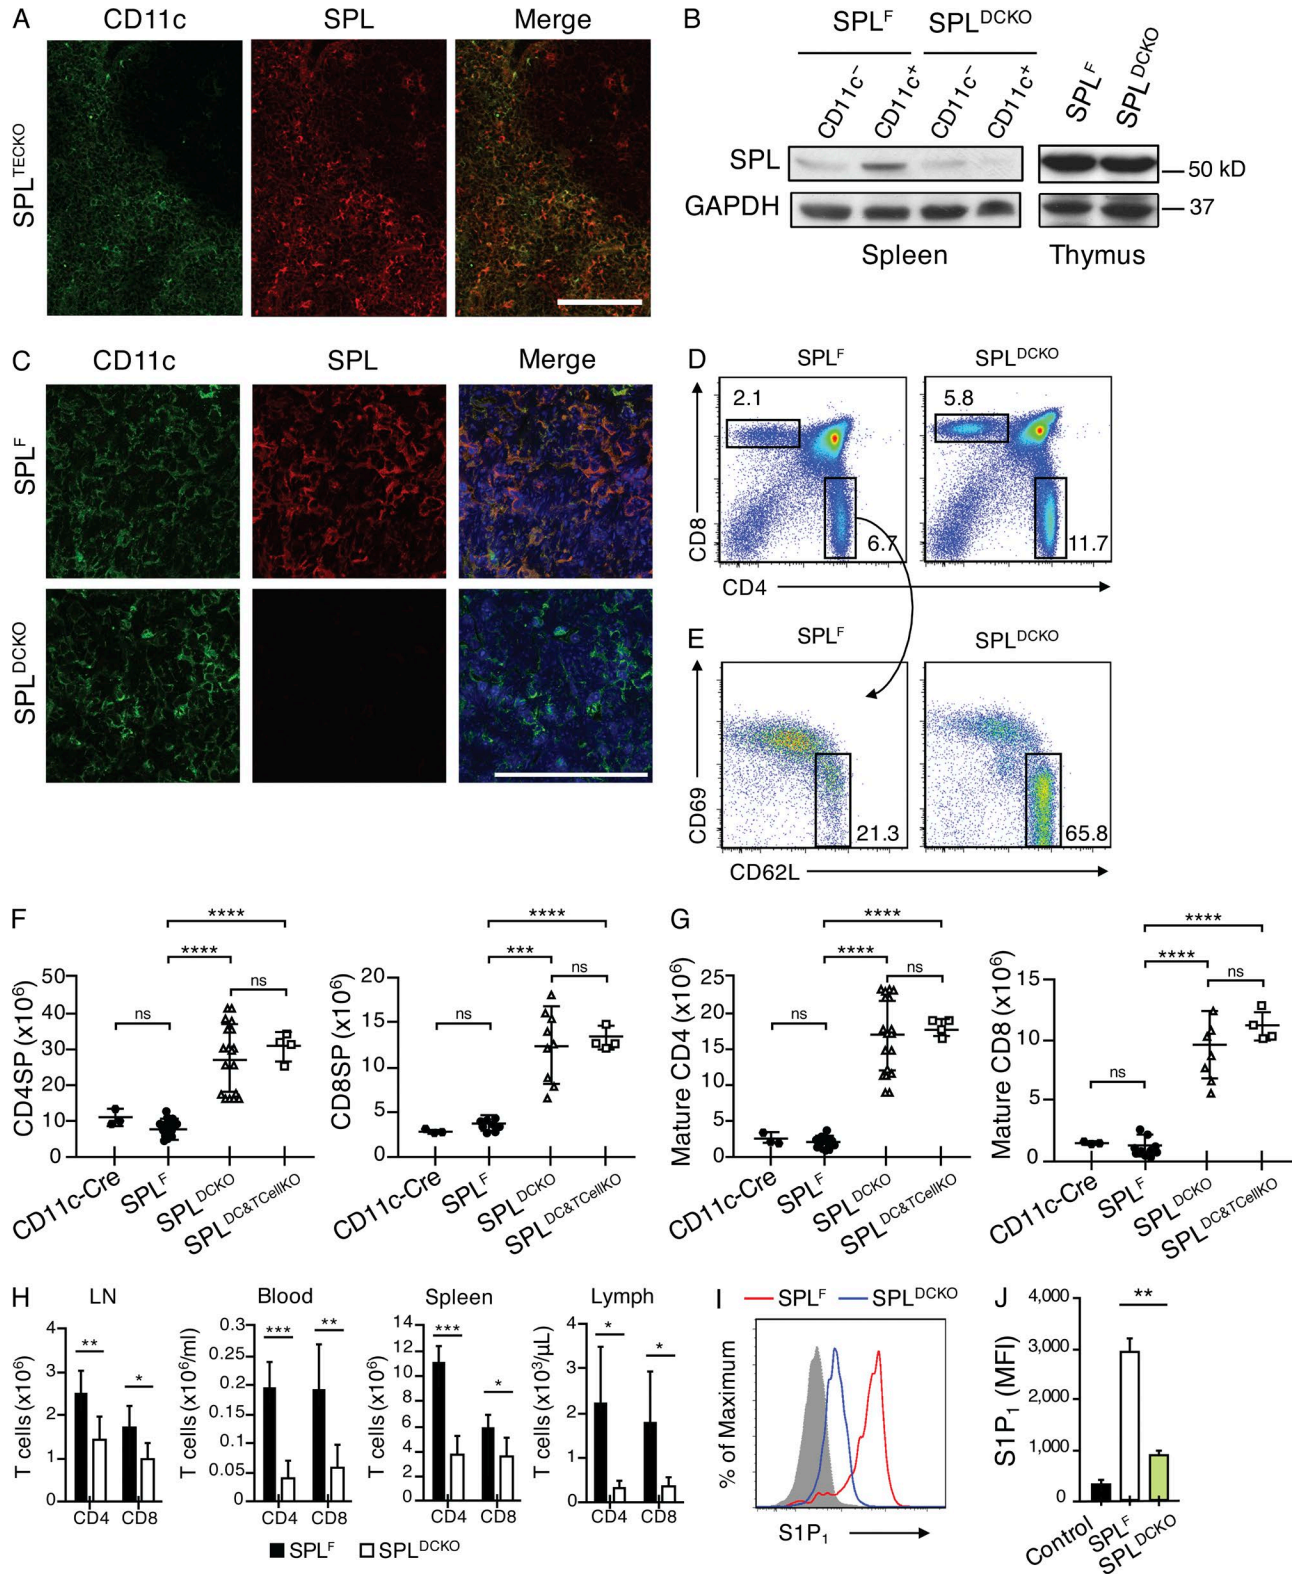 A
CD11c
SPL
Merge
SPL^TECKO
B
SPL^F
SPL^DCKO
CD11c⁻
CD11c⁺
CD11c⁻
CD11c⁺
SPL^F
SPL^DCKO
SPL
50 kD
GAPDH
37
Spleen
Thymus
C
CD11c
SPL
Merge
SPL^F
SPL^DCKO
D
SPL^F
SPL^DCKO
2.1
5.8
6.7
11.7
CD8
CD4
E
SPL^F
SPL^DCKO
21.3
65.8
CD69
CD62L
F
****
****
ns
ns
CD4SP (x10⁶)
50
40
30
20
10
0
CD11c-Cre
SPL^F
SPL^DCKO
SPL^DC&TCellKO
****
***
ns
ns
CD8SP (x10⁶)
20
15
10
5
0
CD11c-Cre
SPL^F
SPL^DCKO
SPL^DC&TCellKO
G
****
****
ns
ns
Mature CD4 (x10⁶)
25
20
15
10
5
0
CD11c-Cre
SPL^F
SPL^DCKO
SPL^DC&TCellKO
****
****
ns
ns
Mature CD8 (x10⁶)
15
10
5
0
CD11c-Cre
SPL^F
SPL^DCKO
SPL^DC&TCellKO
H
LN
T cells (x10⁶)
4
3
2
1
0
**
*
CD4
CD8
Blood
T cells (x10⁶/ml)
0.3
0.25
0.2
0.15
0.1
0.05
0
***
**
CD4
CD8
Spleen
T cells (x10⁶)
14
12
10
8
6
4
2
0
***
*
CD4
CD8
Lymph
T cells (x10³/µL)
4
3
2
1
0
*
*
CD4
CD8
SPL^F
SPL^DCKO
I
SPL^F
SPL^DCKO
% of Maximum
S1P₁
J
**
S1P₁ (MFI)
4,000
3,000
2,000
1,000
0
Control
SPL^F
SPL^DCKO